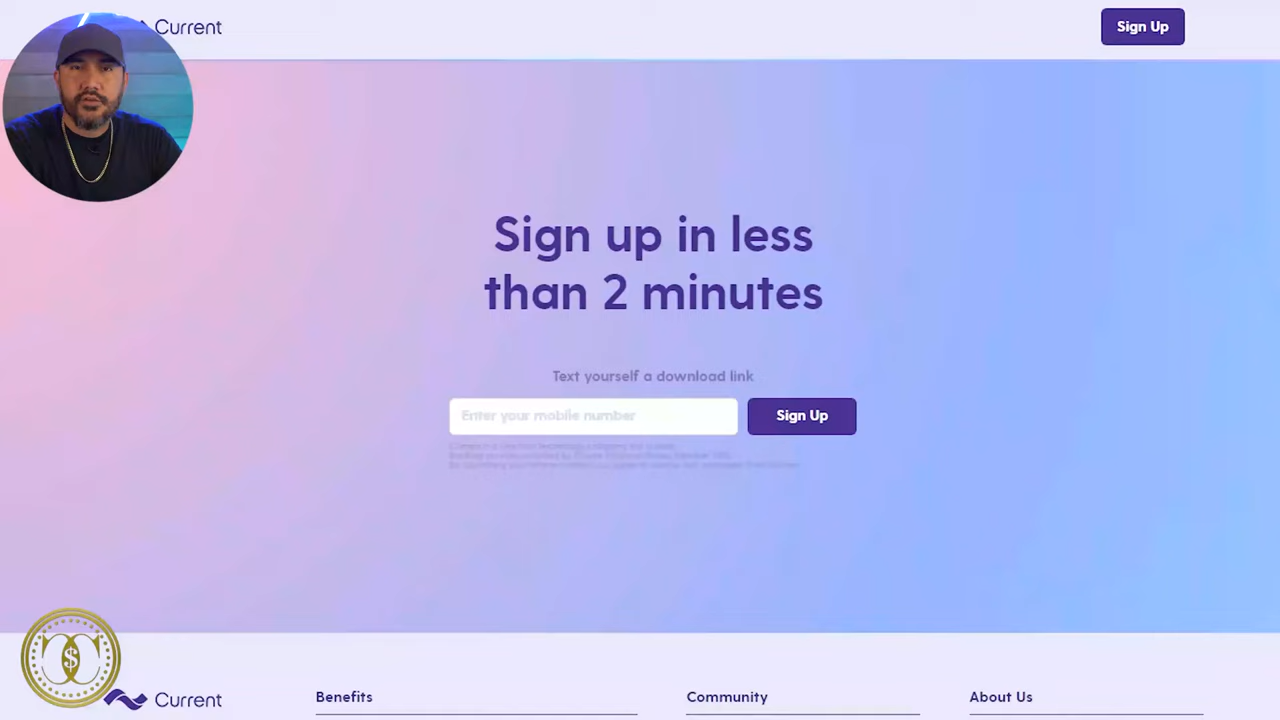 Current
Sign Up
Sign up in less
than 2 minutes
Text yourself a download link
Enter your mobile number
Sign Up
$
Current
Benefits
Community
About Us